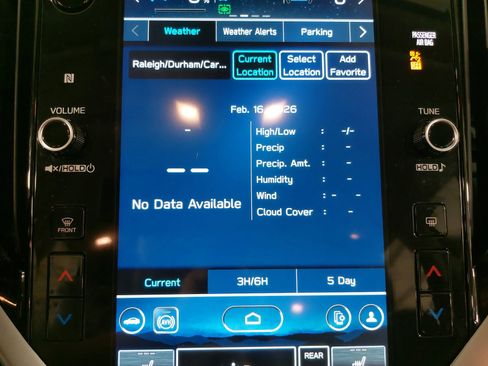 Weather
Weather Alerts
Parking
PASSENGER
AIR BAG
Raleigh/Durham/Car...
Current
Location
Select
Location
Add
Favorite
VOLUME
TUNE
HOLD
HOLD
Feb. 16, 2026
-
High/Low : -/-
Precip : -
Precip. Amt. : -
Humidity : -
Wind : - -
Cloud Cover : -
-- 
No Data Available
FRONT
Current
3H/6H
5 Day
REAR